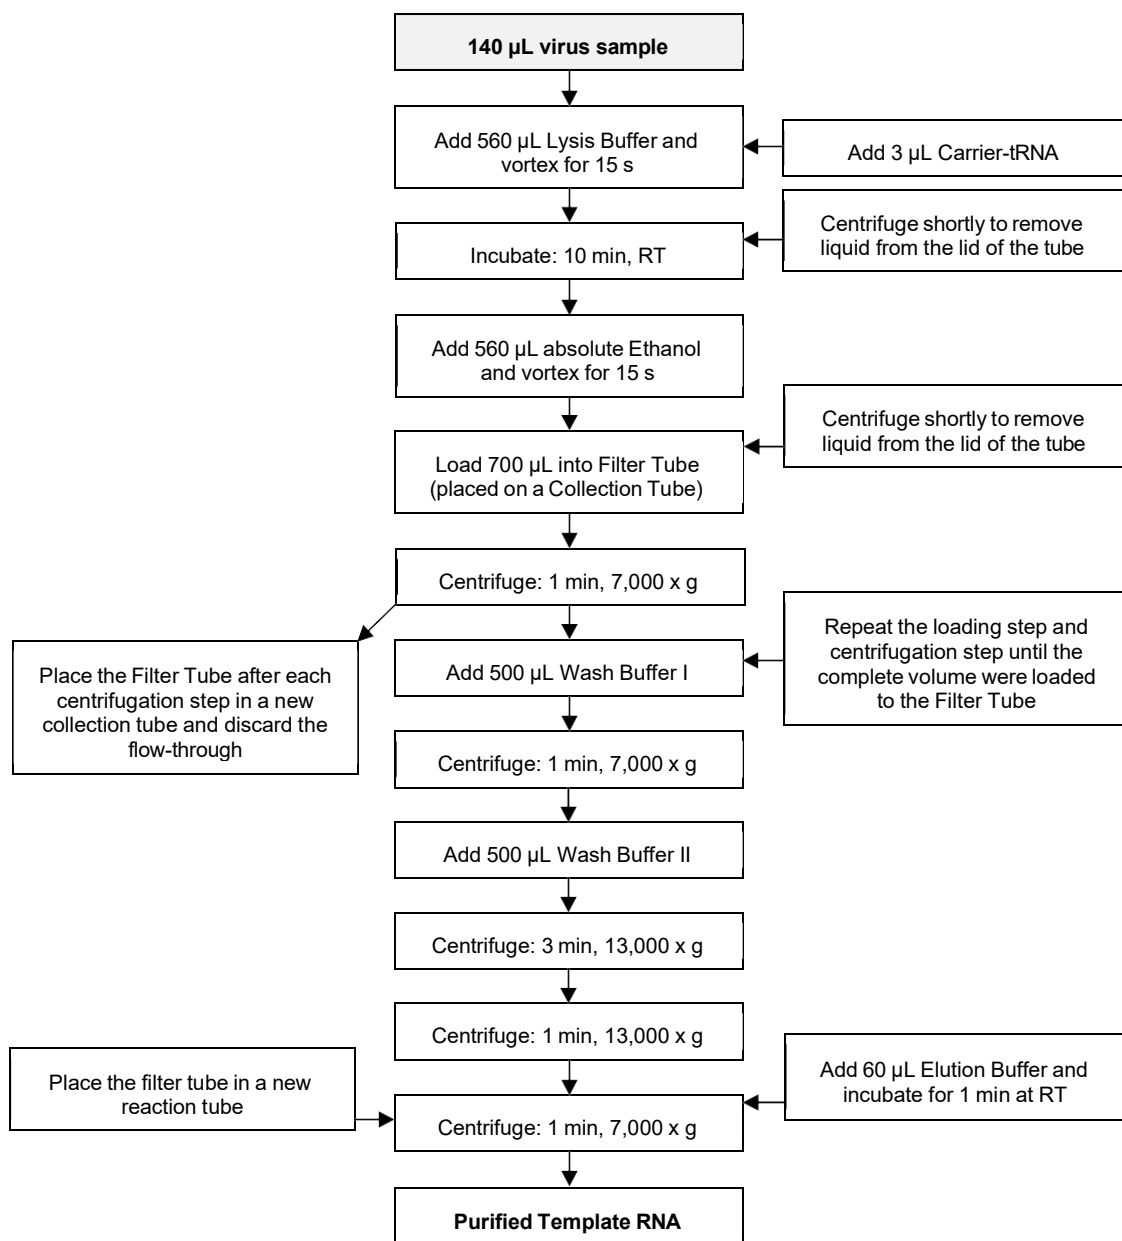 140 µL virus sample
Add 560 µL Lysis Buffer and
vortex for 15 s
Add 3 µL Carrier-tRNA
Centrifuge shortly to remove
liquid from the lid of the tube
Incubate: 10 min, RT
Add 560 µL absolute Ethanol
and vortex for 15 s
Centrifuge shortly to remove
liquid from the lid of the tube
Load 700 µL into Filter Tube
(placed on a Collection Tube)
Centrifuge: 1 min, 7,000 x g
Place the Filter Tube after each
centrifugation step in a new
collection tube and discard the
flow-through
Repeat the loading step and
centrifugation step until the
complete volume were loaded
to the Filter Tube
Add 500 µL Wash Buffer I
Centrifuge: 1 min, 7,000 x g
Add 500 µL Wash Buffer II
Centrifuge: 3 min, 13,000 x g
Centrifuge: 1 min, 13,000 x g
Place the filter tube in a new
reaction tube
Add 60 µL Elution Buffer and
incubate for 1 min at RT
Centrifuge: 1 min, 7,000 x g
Purified Template RNA